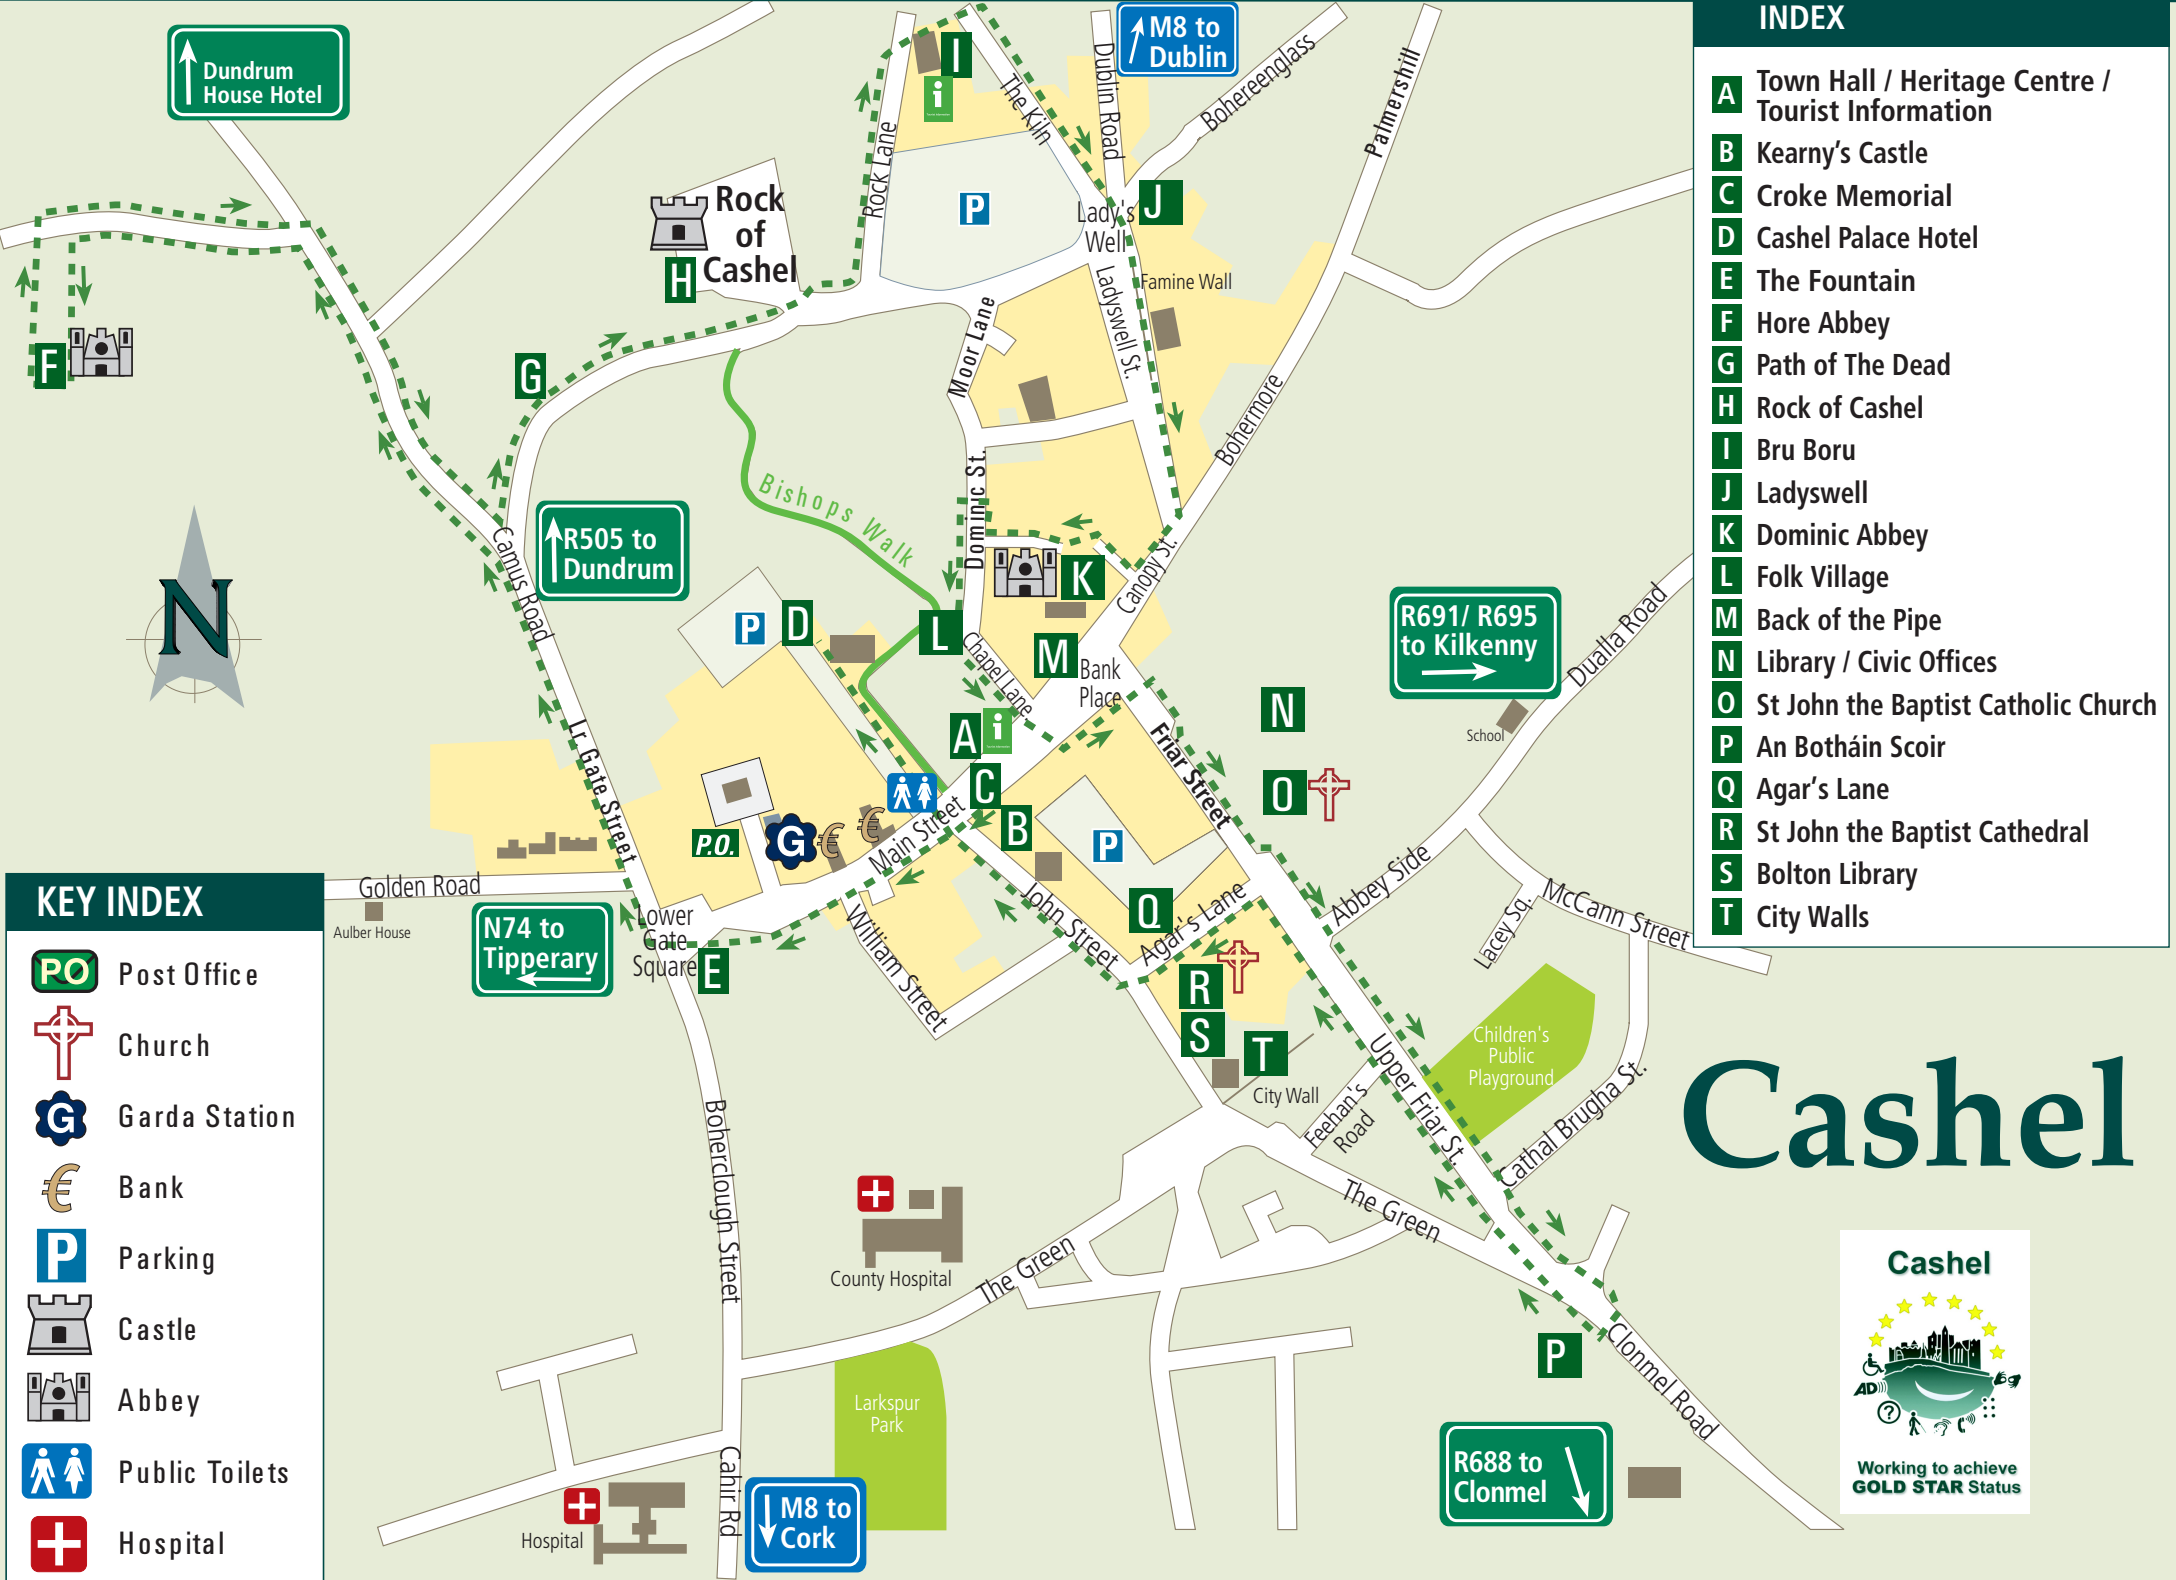 Dundrum
House Hotel
M8 to
Dublin
INDEX
A Town Hall / Heritage Centre /
Tourist Information
B Kearny's Castle
C Croke Memorial
D Cashel Palace Hotel
E The Fountain
F Hore Abbey
G Path of The Dead
H Rock of Cashel
I Bru Boru
J Ladyswell
K Dominic Abbey
L Folk Village
M Back of the Pipe
N Library / Civic Offices
O St John the Baptist Catholic Church
P An Botháin Scoir
Q Agar's Lane
R St John the Baptist Cathedral
S Bolton Library
T City Walls
I
i
The Kiln
Dublin Road
Bohereenglass
Palmershill
Rock Lane
P
Rock
of
Cashel
H
J
Lady's
Well
Ladyswell St.
Famine Wall
Moor Lane
F
G
Bohermore
Bishops Walk
Dominic St.
N
Camus Road
R505 to
Dundrum
K
Canopy St.
P
D
L
Chapel Lane.
M
Bank
Place
R691/ R695
to Kilkenny
Dualla Road
School
N
A
i
Friar Street
Lr Gate Street
C
O
Main Street
B
P
P.O.
G
€
€
Golden Road
Aulber House
N74 to
Tipperary
Lower
Gate
Square
E
William Street
John Street
Q
Agar's Lane
Abbey Side
McCann Street
Lacey Sq.
R
S
T
City Wall
Feehan's
Road
Upper Friar St.
Children's
Public
Playground
Cathal Brugha St.
Cashel
Boherclough Street
County Hospital
The Green
The Green
P
Clonmel Road
Larkspur
Park
Cahir Rd
Hospital
M8 to
Cork
R688 to
Clonmel
KEY INDEX
PO Post Office
Church
G Garda Station
€ Bank
P Parking
Castle
Abbey
Public Toilets
Hospital
Cashel
AD
?
Working to achieve
GOLD STAR Status